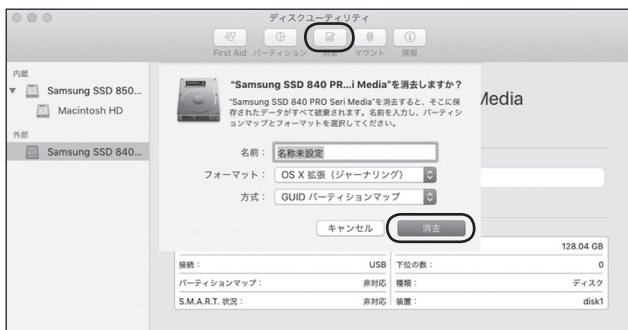 ディスクユーティリティ
First Aid パーティション 消去 マウント 情報
内蔵
Samsung SSD 850...
Macintosh HD
外部
Samsung SSD 840...
"Samsung SSD 840 PR...i Media"を消去しますか？
"Samsung SSD 840 PRO Seri Media"を消去すると、そこに保
存されたデータがすべて破棄されます。名前を入力し、パーティシ
ョンマップとフォーマットを選択してください。
Media
名前： 名称未設定
フォーマット： OS X 拡張（ジャーナリング）
方式： GUID パーティションマップ
キャンセル 消去
128.04 GB
接続： USB 下位の数： 0
パーティションマップ： 非対応 種類： ディスク
S.M.A.R.T. 状況： 非対応 装置： disk1